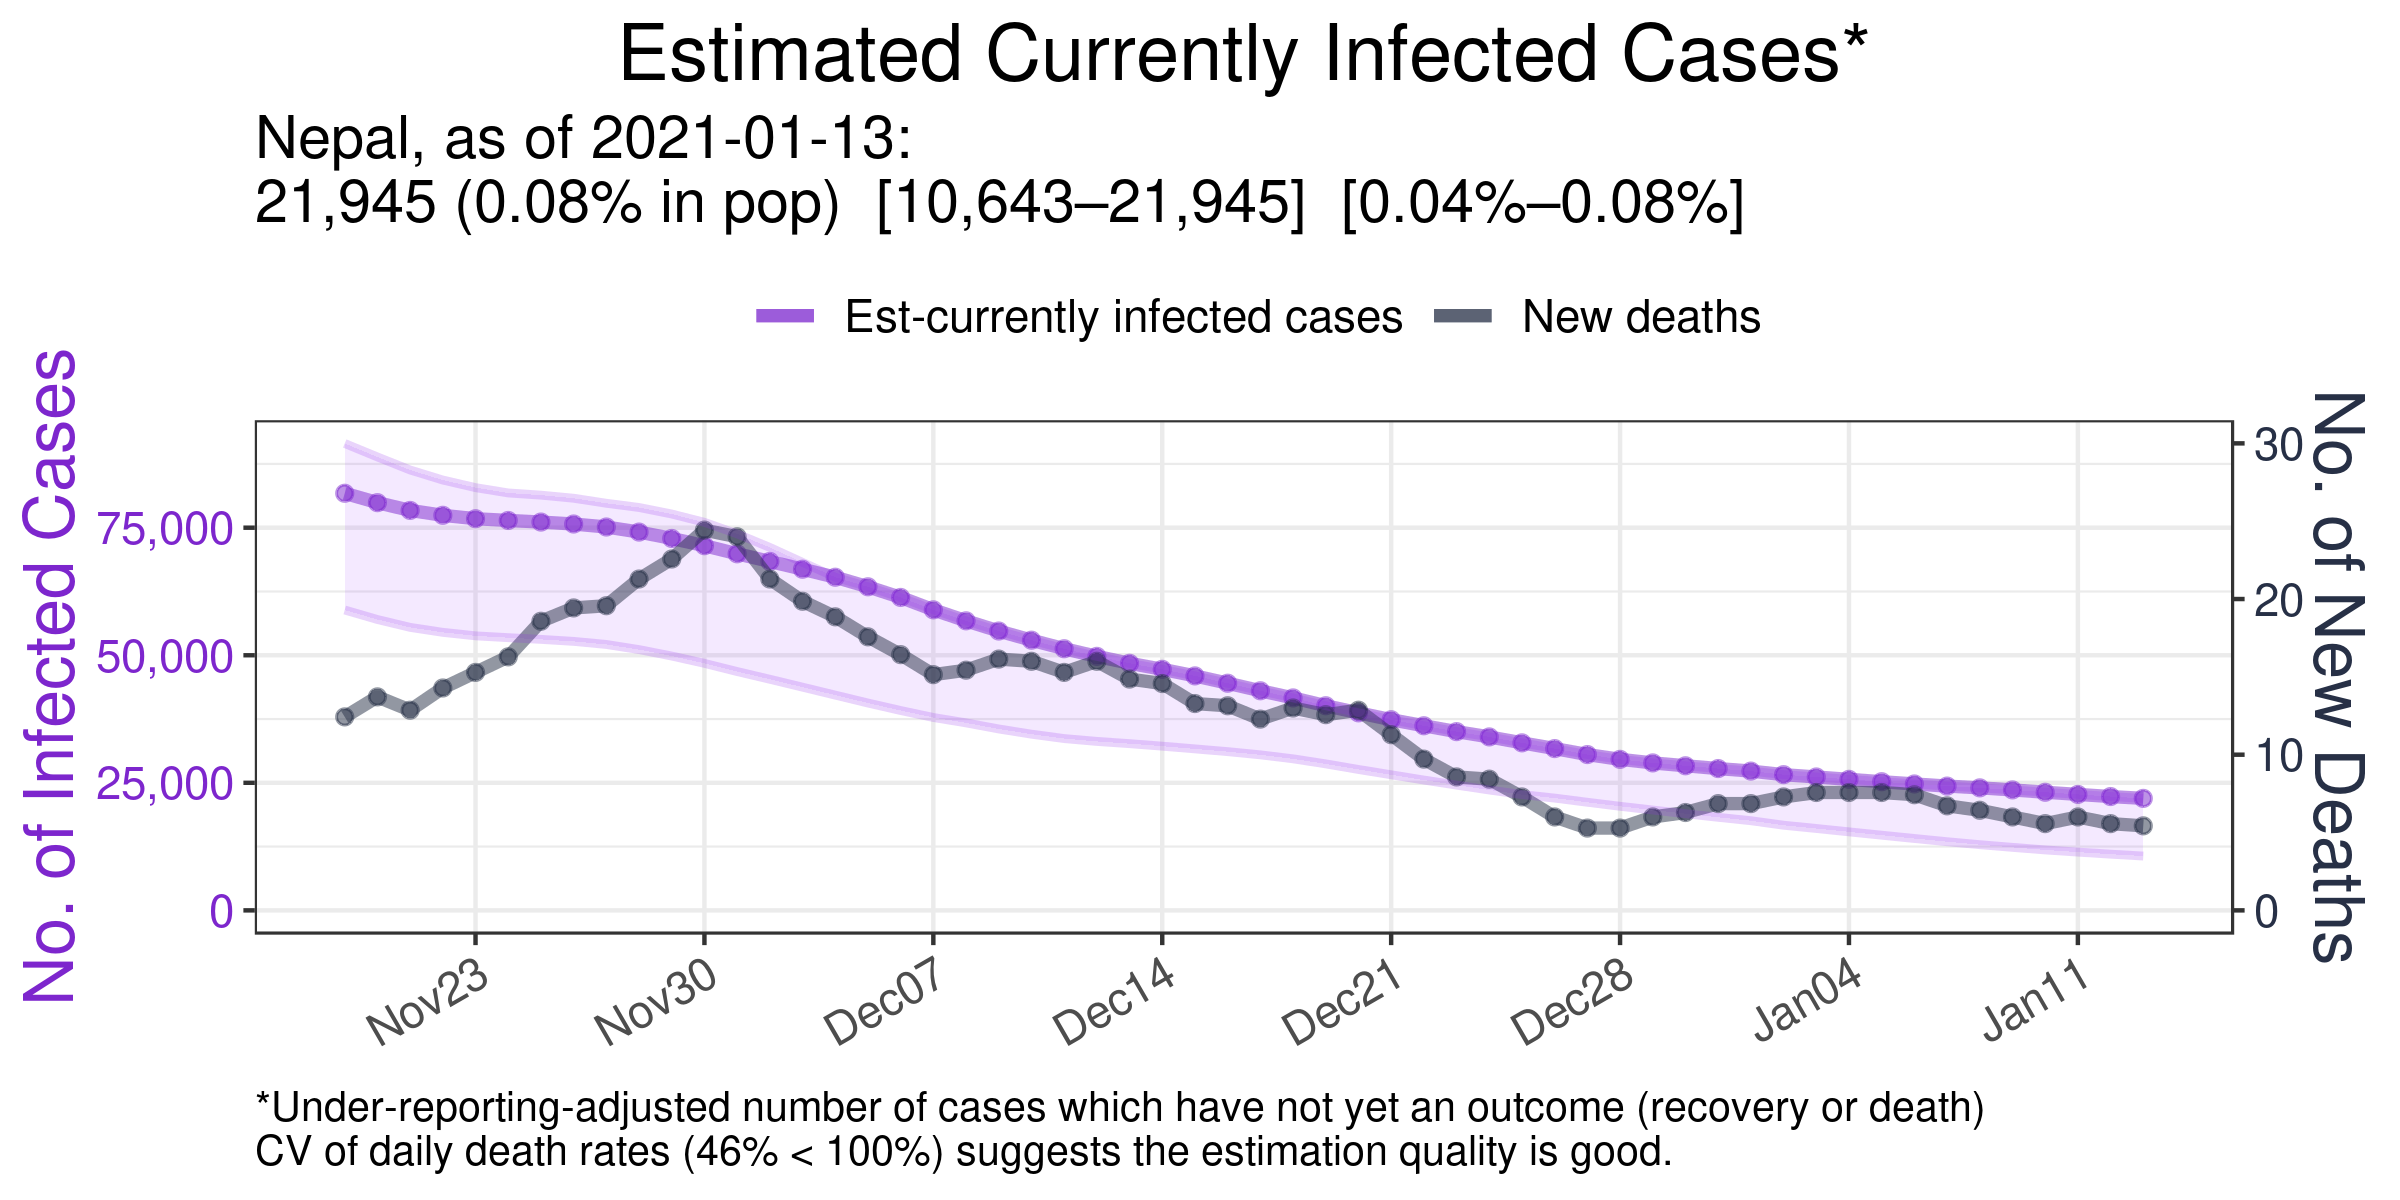 Estimated Currently Infected Cases*
Nepal, as of 2021-01-13:
21,945 (0.08% in pop)  [10,643–21,945]  [0.04%–0.08%]
Est-currently infected cases
New deaths
No. of Infected Cases
75,000
50,000
25,000
0
30
20
10
0
No. of New Deaths
Nov23
Nov30
Dec07
Dec14
Dec21
Dec28
Jan04
Jan11
*Under-reporting-adjusted number of cases which have not yet an outcome (recovery or death)
CV of daily death rates (46% < 100%) suggests the estimation quality is good.